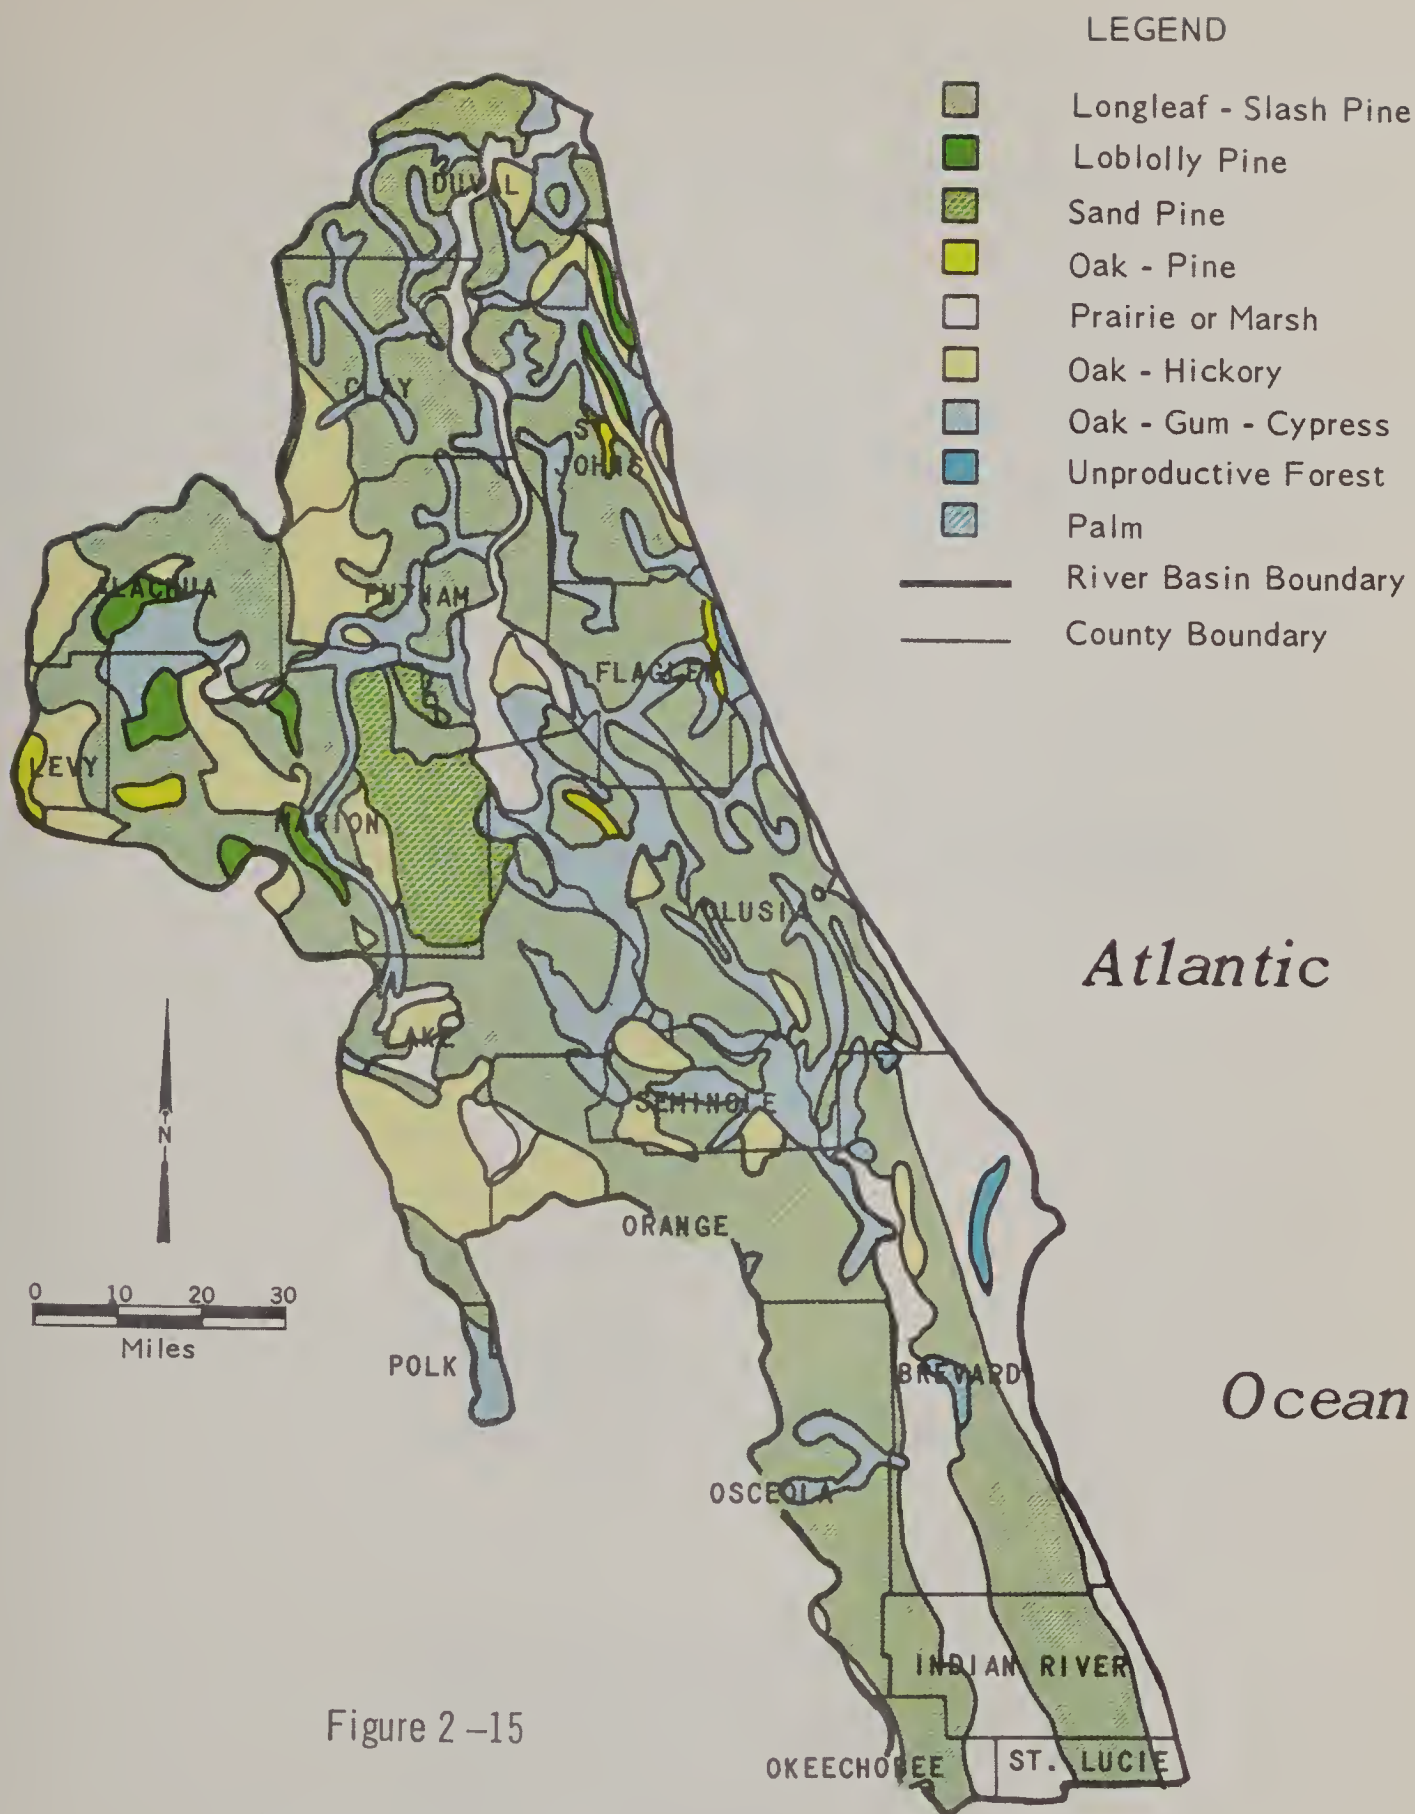 LEGEND
Longleaf - Slash Pine
Loblolly Pine
Sand Pine
Oak - Pine
Prairie or Marsh
Oak - Hickory
Oak - Gum - Cypress
Unproductive Forest
Palm
River Basin Boundary
County Boundary
DUVAL
CLAY
ST
JOHNS
ALACHUA
PUTNAM
FLAGLER
LEVY
MARION
VOLUSIA
Atlantic
LAKE
SEMINOLE
N
ORANGE
0 10 20 30
Miles
POLK
BREVARD
Ocean
OSCEOLA
INDIAN RIVER
Figure 2-15
OKEECHOBEE
ST. LUCIE